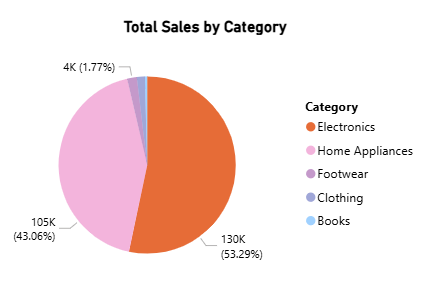 Total Sales by Category
4K (1.77%)
105K
(43.06%)
130K
(53.29%)
Category
Electronics
Home Appliances
Footwear
Clothing
Books